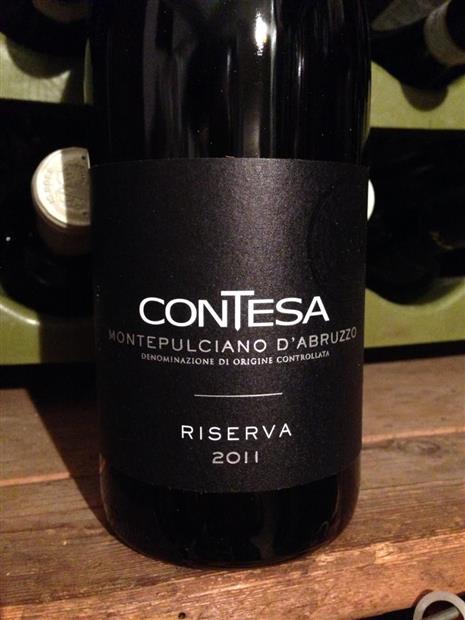 CONTESA
MONTEPULCIANO D'ABRUZZO
DENOMINAZIONE DI ORIGINE CONTROLLATA
RISERVA
2011